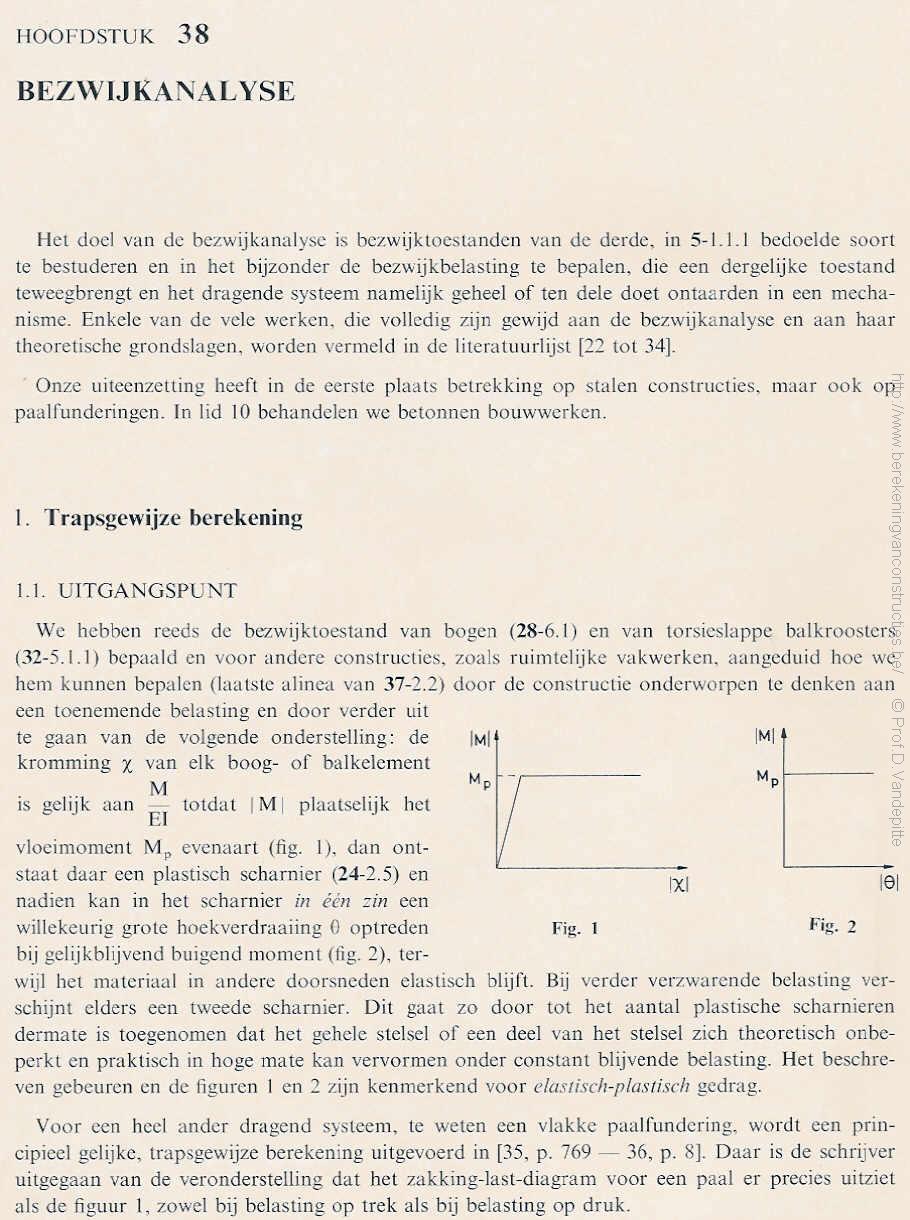 HOOFDSTUK 38
BEZWIJKANALYSE
Het doel van de bezwijkanalyse is bezwijktoestanden van de derde, in 5-1.1.1 bedoelde soort
te bestuderen en in het bijzonder de bezwijkbelasting te bepalen, die een dergelijke toestand
teweegbrengt en het dragende systeem namelijk geheel of ten dele doet ontaarden in een mecha-
nisme. Enkele van de vele werken, die volledig zijn gewijd aan de bezwijkanalyse en aan haar
theoretische grondslagen, worden vermeld in de literatuurlijst [22 tot 34].
Onze uiteenzetting heeft in de eerste plaats betrekking op stalen constructies, maar ook op
paalfunderingen. In lid 10 behandelen we betonnen bouwwerken.
1. Trapsgewijze berekening
1.1. UITGANGSPUNT
We hebben reeds de bezwijktoestand van bogen (28-6.1) en van torsieslappe balkroosters
(32-5.1.1) bepaald en voor andere constructies, zoals ruimtelijke vakwerken, aangeduid hoe we
hem kunnen bepalen (laatste alinea van 37-2.2) door de constructie onderworpen te denken aan
een toenemende belasting en door verder uit
te gaan van de volgende onderstelling: de
kromming χ van elk boog- of balkelement
is gelijk aan M/EI totdat |M| plaatselijk het
vloeimoment Mp evenaart (fig. 1), dan ont-
staat daar een plastisch scharnier (24-2.5) en
nadien kan in het scharnier in één zin een
willekeurig grote hoekverdraaiing θ optreden
bij gelijkblijvend buigend moment (fig. 2), ter-
wijl het materiaal in andere doorsneden elastisch blijft. Bij verder verzwarende belasting ver-
schijnt elders een tweede scharnier. Dit gaat zo door tot het aantal plastische scharnieren
dermate is toegenomen dat het gehele stelsel of een deel van het stelsel zich theoretisch onbe-
perkt en praktisch in hoge mate kan vervormen onder constant blijvende belasting. Het beschre-
ven gebeuren en de figuren 1 en 2 zijn kenmerkend voor elastisch-plastisch gedrag.
|M|
Mp
|χ|
Fig. 1
|M|
Mp
|θ|
Fig. 2
Voor een heel ander dragend systeem, te weten een vlakke paalfundering, wordt een prin-
cipieel gelijke, trapsgewijze berekening uitgevoerd in [35, p. 769 — 36, p. 8]. Daar is de schrijver
uitgegaan van de veronderstelling dat het zakking-last-diagram voor een paal er precies uitziet
als de figuur 1, zowel bij belasting op trek als bij belasting op druk.
http://www.berekeningvanconstructies.be/ © Prof.D.Vandepitte